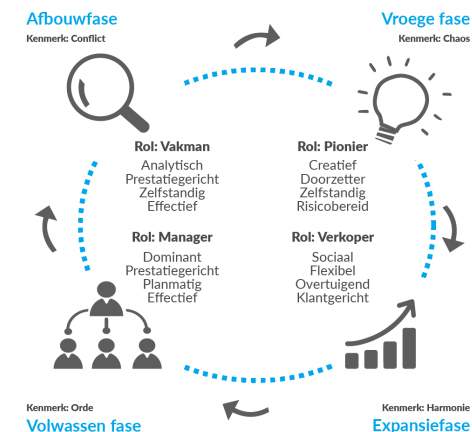 Afbouwfase
Kenmerk: Conflict
Vroege fase
Kenmerk: Chaos
Rol: Vakman
Analytisch
Prestatiegericht
Zelfstandig
Effectief
Rol: Pionier
Creatief
Doorzetter
Zelfstandig
Risicobereid
Rol: Manager
Dominant
Prestatiegericht
Planmatig
Effectief
Rol: Verkoper
Sociaal
Flexibel
Overtuigend
Klantgericht
Kenmerk: Orde
Volwassen fase
Kenmerk: Harmonie
Expansiefase